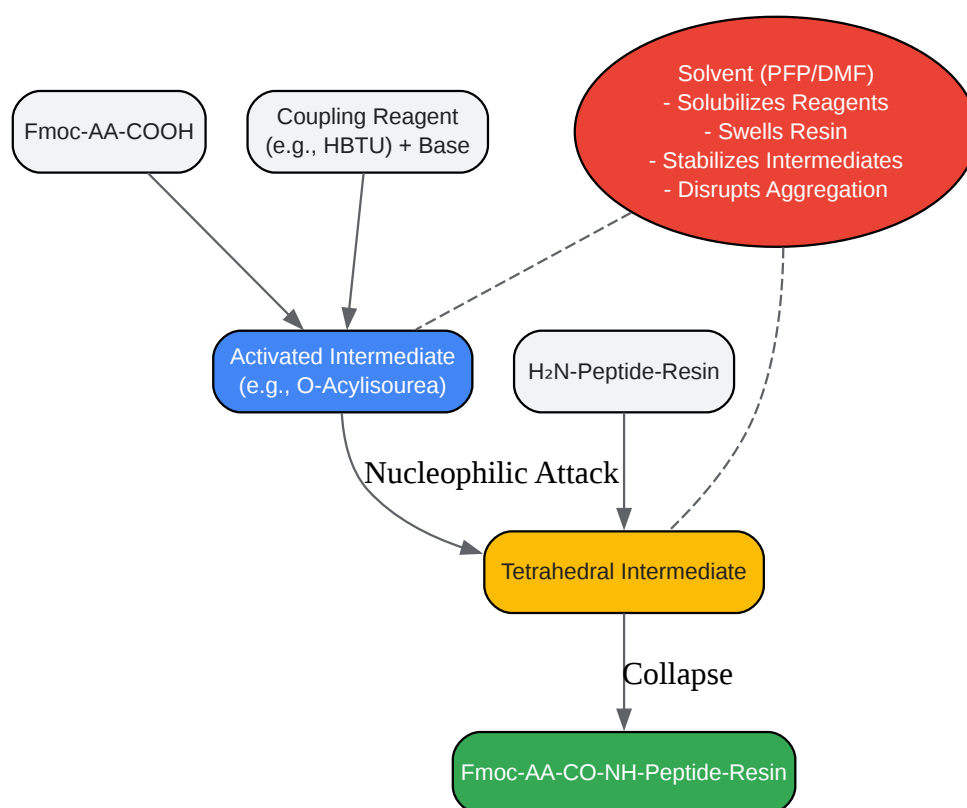 Fmoc-AA-COOH
Coupling Reagent
(e.g., HBTU) + Base
Solvent (PFP/DMF)
- Solubilizes Reagents
- Swells Resin
- Stabilizes Intermediates
- Disrupts Aggregation
Activated Intermediate
(e.g., O-Acylisourea)
H₂N-Peptide-Resin
Nucleophilic Attack
Tetrahedral Intermediate
Collapse
Fmoc-AA-CO-NH-Peptide-Resin